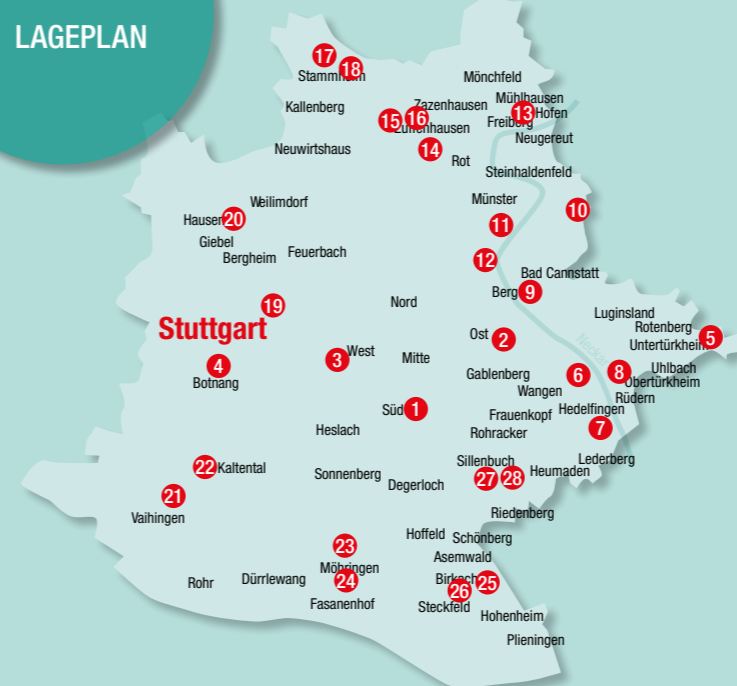 LAGEPLAN
17
18
Stammheim
Mönchfeld
Kallenberg
Mühlhausen
Zazenhausen
13
Hofen
15
16
Freiberg
Zuffenhausen
Neugereut
14
Neuwirtshaus
Rot
Steinhaldenfeld
Weilimdorf
Münster
10
Hausen
20
11
Giebel
Bergheim
Feuerbach
12
Bad Cannstatt
Berg
9
Nord
19
Luginsland
Rotenberg
Stuttgart
Ost
2
Untertürkheim
5
Neckar
3
West
Mitte
4
Botnang
Gablenberg
6
8
Uhlbach
Obertürkheim
Wangen
Rüdern
Süd
1
Frauenkopf
Hedelfingen
7
Heslach
Rohracker
22
Kaltental
Sillenbuch
Lederberg
Sonnenberg
Degerloch
27
28
Heumaden
21
Vaihingen
Riedenberg
Hoffeld
Schönberg
23
Asemwald
Möhringen
Rohr
Dürrlewang
24
Birkach
25
26
Fasanenhof
Steckfeld
Hohenheim
Plieningen